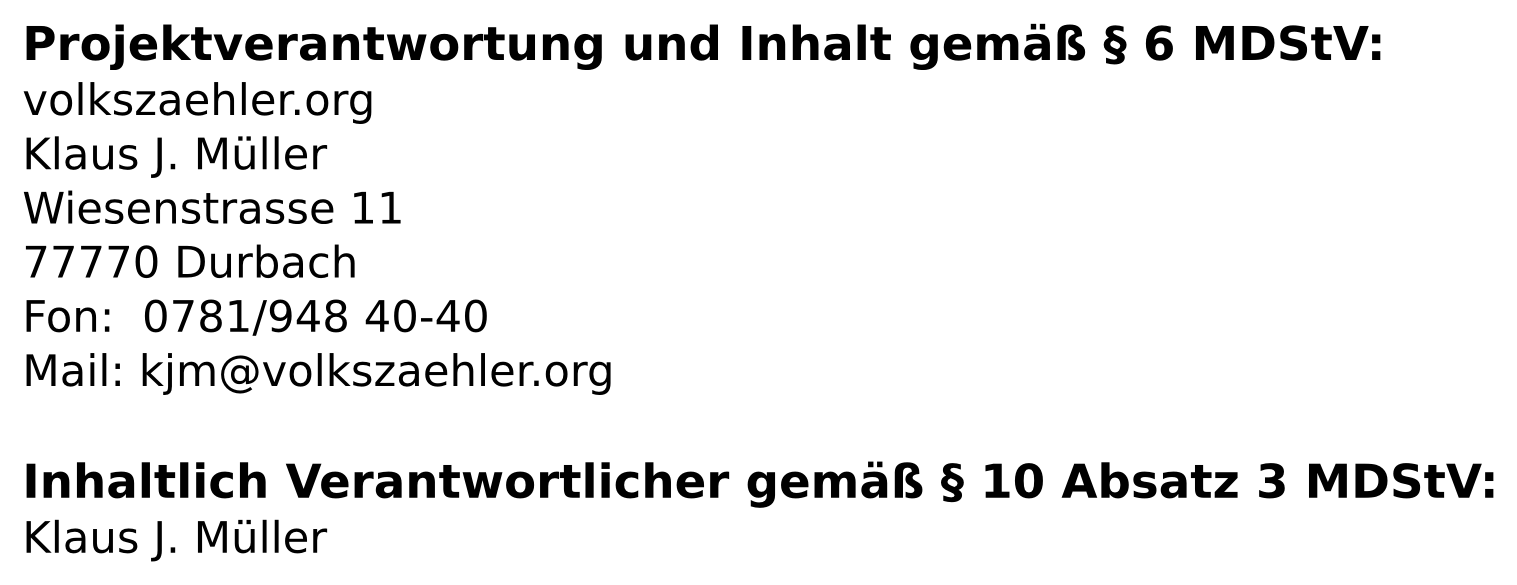 Projektverantwortung und Inhalt gemäß § 6 MDStV:
volkszaehler.org
Klaus J. Müller
Wiesenstrasse 11
77770 Durbach
Fon:  0781/948 40-40
Mail: kjm@volkszaehler.org

Inhaltlich Verantwortlicher gemäß § 10 Absatz 3 MDStV:
Klaus J. Müller